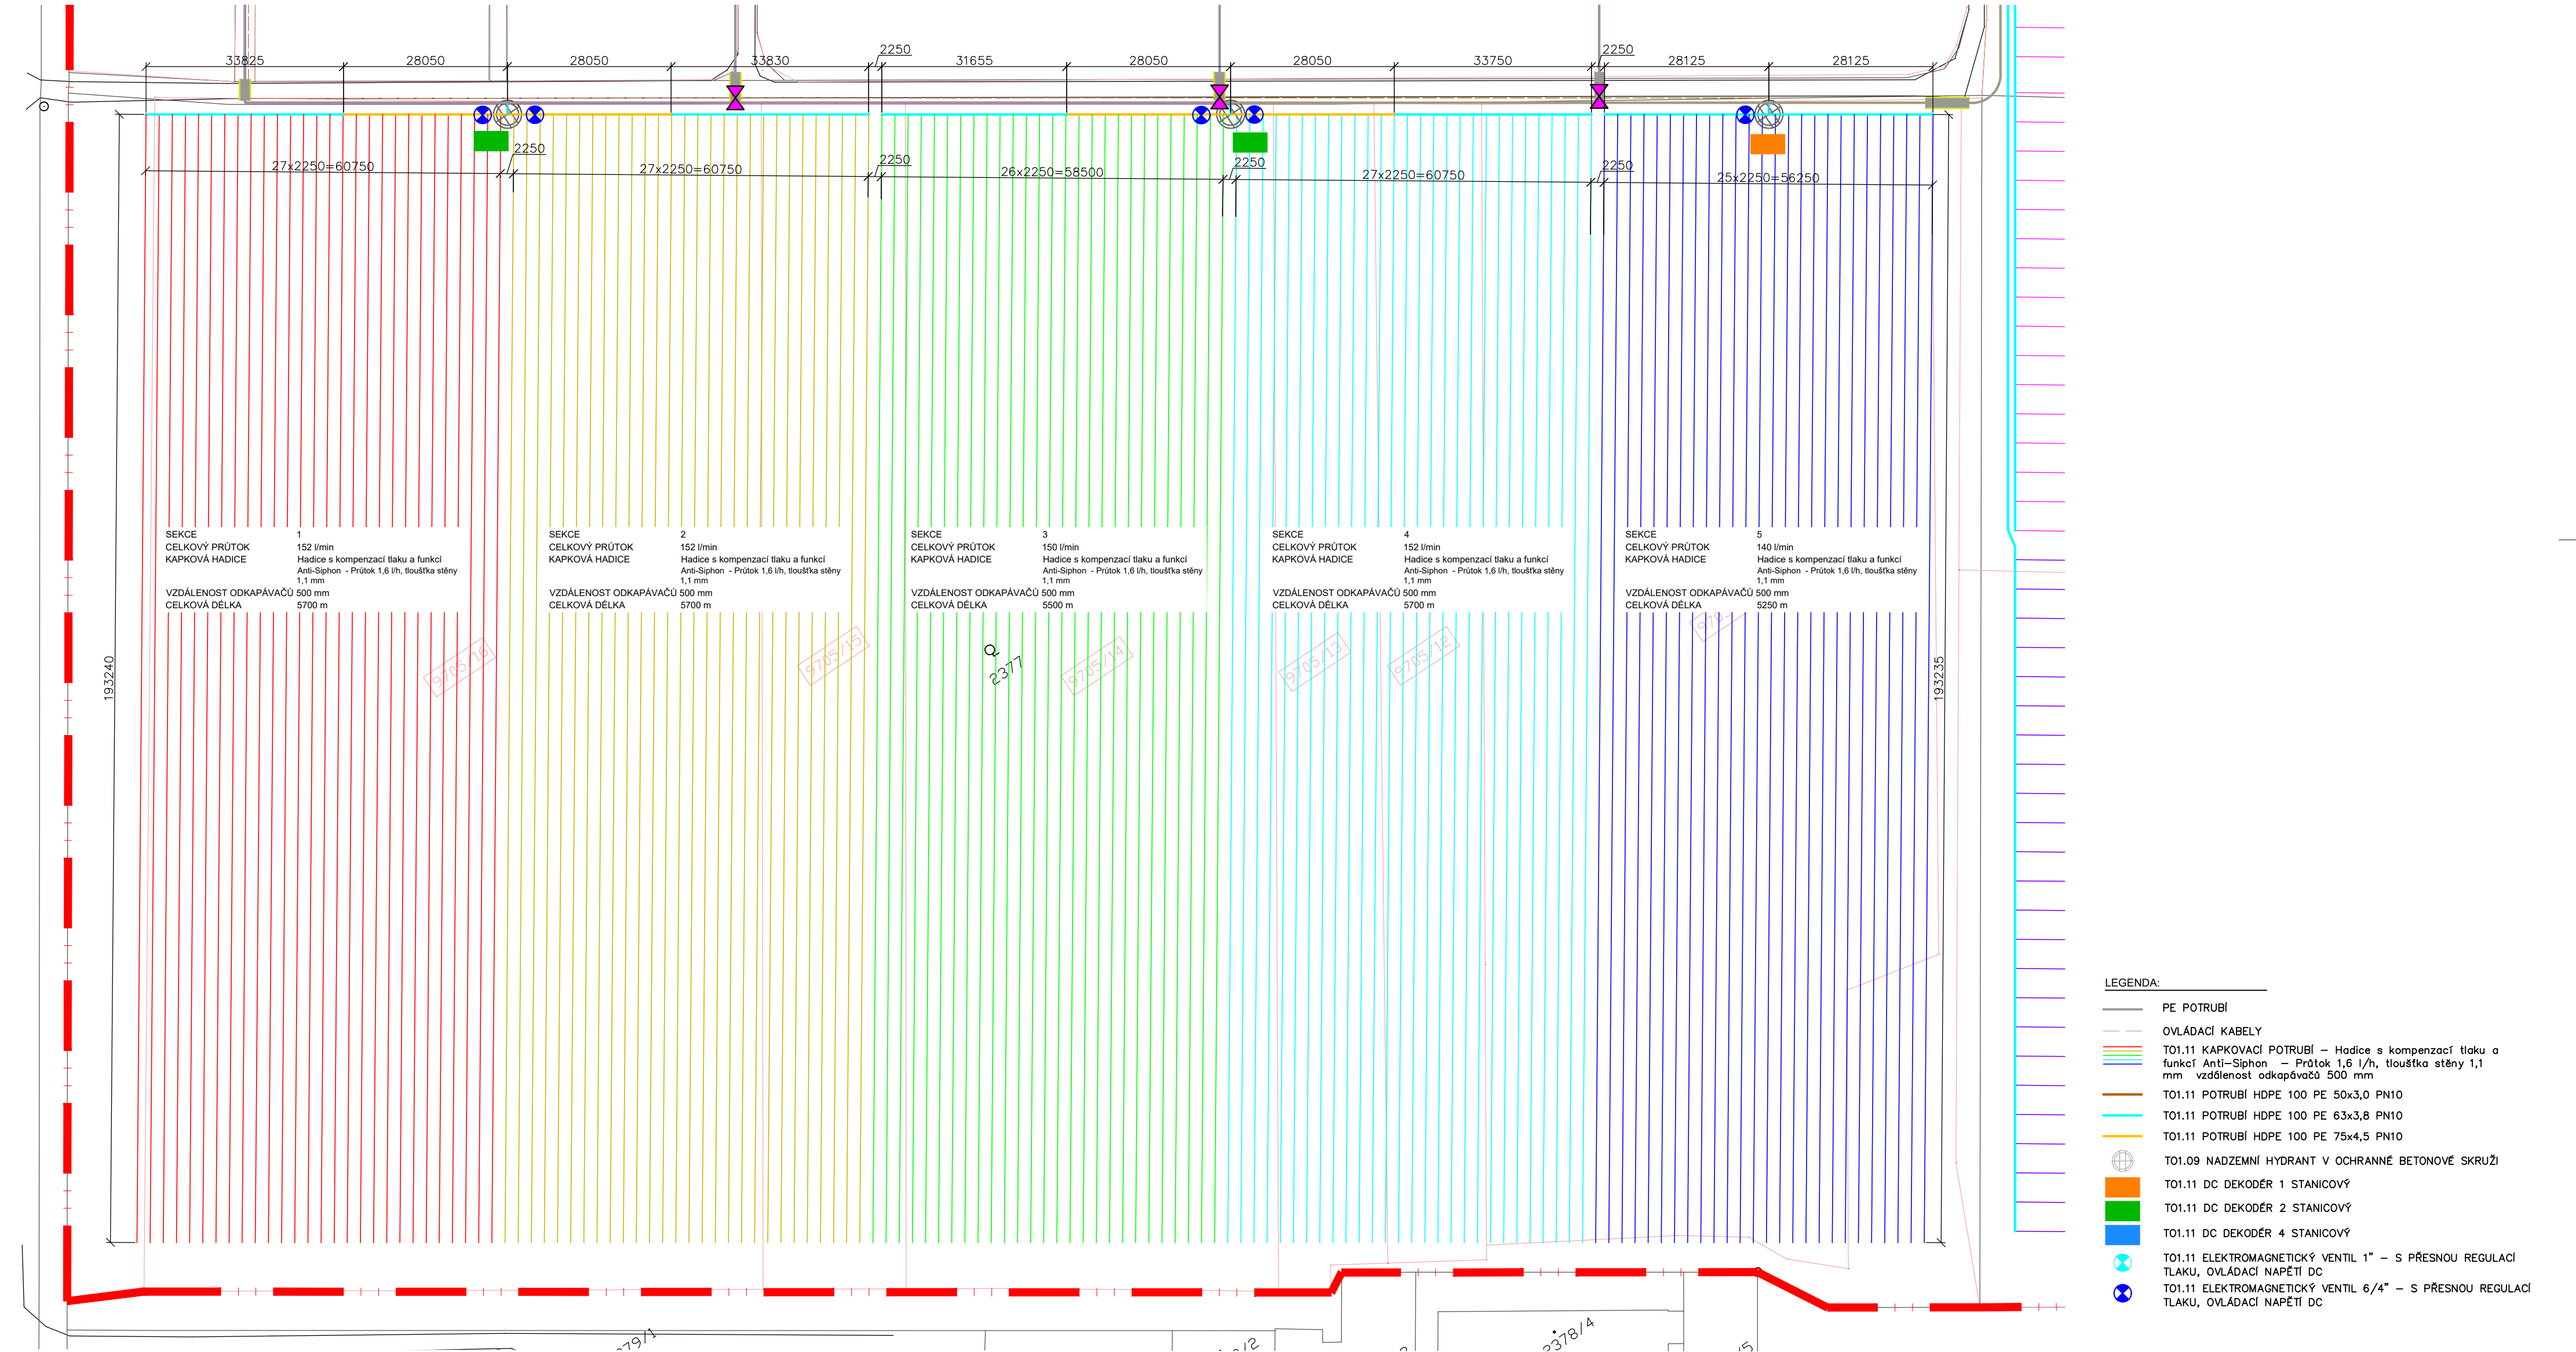 33825
28050
28050
33830
2250
31655
28050
28050
33750
2250
28125
28125
27x2250=60750
2250
27x2250=60750
2250
26x2250=58500
2250
27x2250=60750
2250
25x2250=56250
SEKCE 1
CELKOVÝ PRŮTOK 152 l/min
KAPKOVÁ HADICE Hadice s kompenzací tlaku a funkcí
Anti-Siphon - Průtok 1,6 l/h, tloušťka stěny
1,1 mm
VZDÁLENOST ODKAPÁVAČŮ 500 mm
CELKOVÁ DÉLKA 5700 m
SEKCE 2
CELKOVÝ PRŮTOK 152 l/min
KAPKOVÁ HADICE Hadice s kompenzací tlaku a funkcí
Anti-Siphon - Průtok 1,6 l/h, tloušťka stěny
1,1 mm
VZDÁLENOST ODKAPÁVAČŮ 500 mm
CELKOVÁ DÉLKA 5700 m
SEKCE 3
CELKOVÝ PRŮTOK 150 l/min
KAPKOVÁ HADICE Hadice s kompenzací tlaku a funkcí
Anti-Siphon - Průtok 1,6 l/h, tloušťka stěny
1,1 mm
VZDÁLENOST ODKAPÁVAČŮ 500 mm
CELKOVÁ DÉLKA 5500 m
SEKCE 4
CELKOVÝ PRŮTOK 152 l/min
KAPKOVÁ HADICE Hadice s kompenzací tlaku a funkcí
Anti-Siphon - Průtok 1,6 l/h, tloušťka stěny
1,1 mm
VZDÁLENOST ODKAPÁVAČŮ 500 mm
CELKOVÁ DÉLKA 5700 m
SEKCE 5
CELKOVÝ PRŮTOK 140 l/min
KAPKOVÁ HADICE Hadice s kompenzací tlaku a funkcí
Anti-Siphon - Průtok 1,6 l/h, tloušťka stěny
1,1 mm
VZDÁLENOST ODKAPÁVAČŮ 500 mm
CELKOVÁ DÉLKA 5250 m
193240
9705/16
9705/15
2377
9705/14
9705/13
9705/12
193235
2378/4
LEGENDA:
PE POTRUBÍ
OVLÁDACÍ KABELY
TO1.11 KAPKOVACÍ POTRUBÍ – Hadice s kompenzací tlaku a
funkcí Anti–Siphon – Průtok 1,6 l/h, tloušťka stěny 1,1
mm vzdálenost odkapávačů 500 mm
TO1.11 POTRUBÍ HDPE 100 PE 50x3,0 PN10
TO1.11 POTRUBÍ HDPE 100 PE 63x3,8 PN10
TO1.11 POTRUBÍ HDPE 100 PE 75x4,5 PN10
TO1.09 NADZEMNÍ HYDRANT V OCHRANNÉ BETONOVÉ SKRUŽI
TO1.11 DC DEKODÉR 1 STANICOVÝ
TO1.11 DC DEKODÉR 2 STANICOVÝ
TO1.11 DC DEKODÉR 4 STANICOVÝ
TO1.11 ELEKTROMAGNETICKÝ VENTIL 1" – S PŘESNOU REGULACÍ
TLAKU, OVLÁDACÍ NAPĚTÍ DC
TO1.11 ELEKTROMAGNETICKÝ VENTIL 6/4" – S PŘESNOU REGULACÍ
TLAKU, OVLÁDACÍ NAPĚTÍ DC